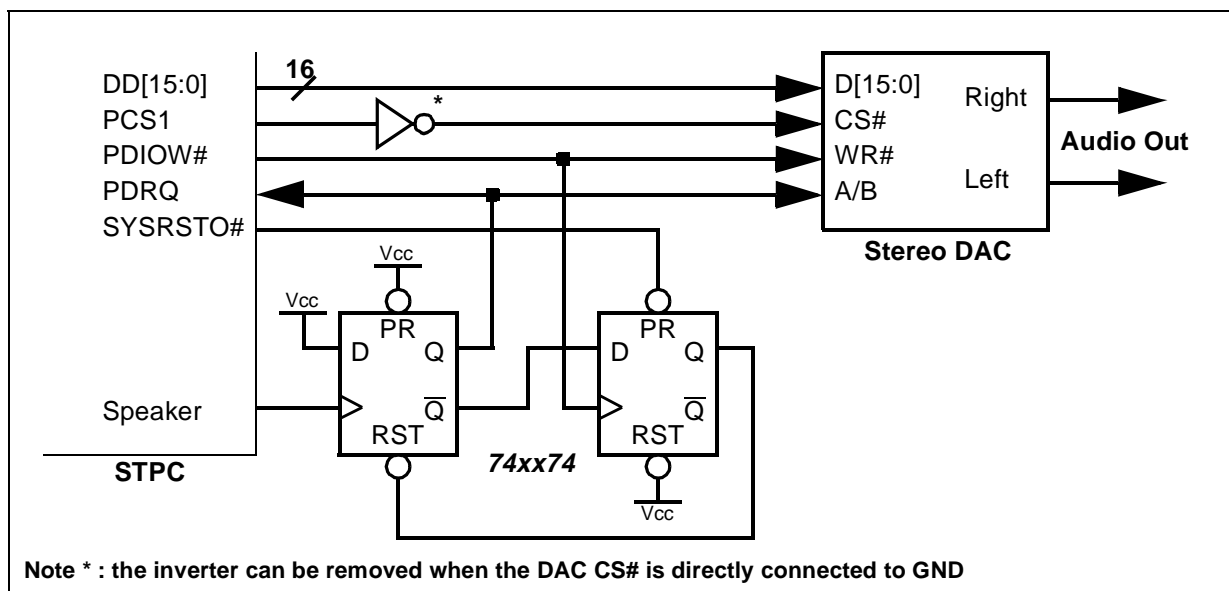 16
*
DD[15:0]
PCS1
PDIOW#
PDRQ
SYSRSTO#
Speaker
STPC
D[15:0]
CS#
WR#
A/B
Right
Left
Audio Out
Stereo DAC
Vcc
Vcc
PR
D
Q
Q
RST
74xx74
PR
D
Q
Q
RST
Vcc
Note * : the inverter can be removed when the DAC CS# is directly connected to GND